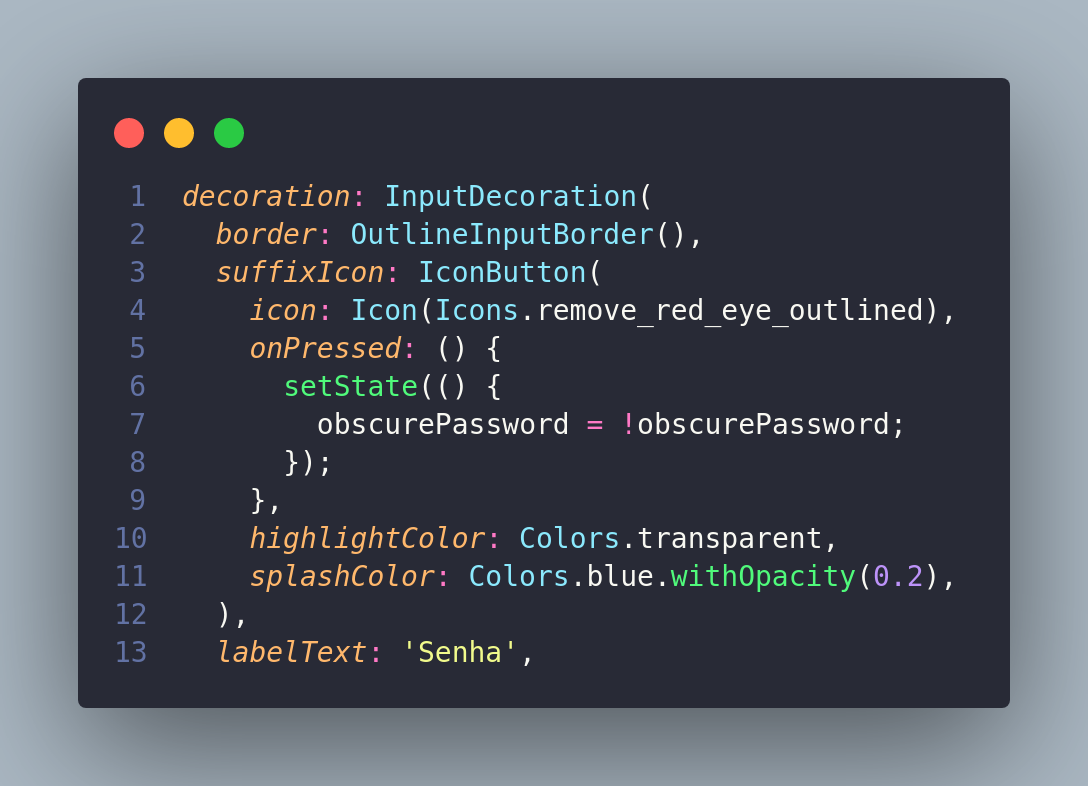 1 decoration: InputDecoration(
2   border: OutlineInputBorder(),
3   suffixIcon: IconButton(
4     icon: Icon(Icons.remove_red_eye_outlined),
5     onPressed: () {
6       setState(() {
7         obscurePassword = !obscurePassword;
8       });
9     },
10     highlightColor: Colors.transparent,
11     splashColor: Colors.blue.withOpacity(0.2),
12   ),
13   labelText: 'Senha',